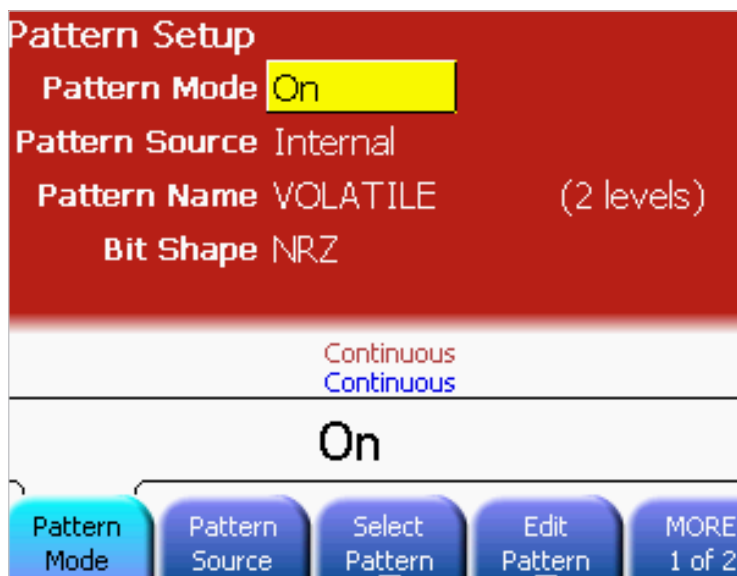 Pattern Setup
Pattern Mode On
Pattern Source Internal
Pattern Name VOLATILE (2 levels)
Bit Shape NRZ
Continuous
Continuous
On
Pattern Mode
Pattern Source
Select Pattern
Edit Pattern
MORE 1 of 2